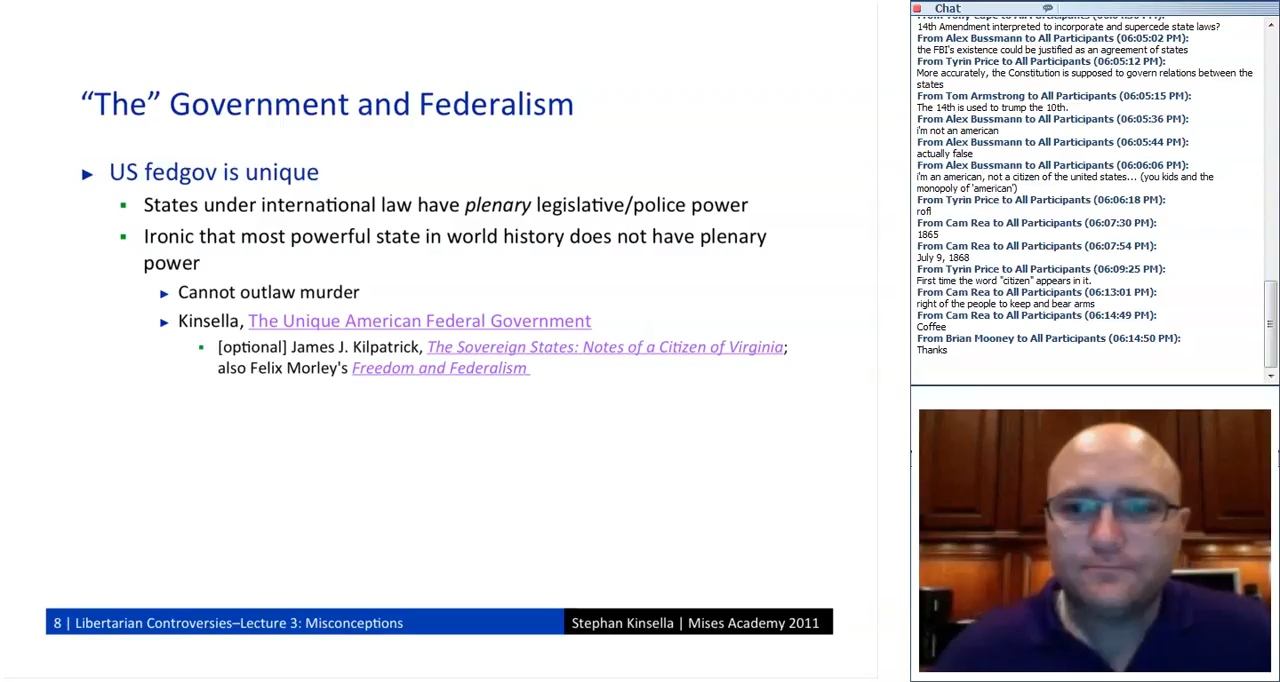 “The” Government and Federalism
► US fedgov is unique
▪ States under international law have plenary legislative/police power
▪ Ironic that most powerful state in world history does not have plenary
power
► Cannot outlaw murder
► Kinsella, The Unique American Federal Government
▪ [optional] James J. Kilpatrick, The Sovereign States: Notes of a Citizen of Virginia;
also Felix Morley's Freedom and Federalism
8 | Libertarian Controversies–Lecture 3: Misconceptions
Stephan Kinsella | Mises Academy 2011
Chat
14th Amendment interpreted to incorporate and supercede state laws?
From Alex Bussmann to All Participants (06:05:02 PM):
the FBI's existence could be justified as an agreement of states
From Tyrin Price to All Participants (06:05:12 PM):
More accurately, the Constitution is supposed to govern relations between the
states
From Tom Armstrong to All Participants (06:05:15 PM):
The 14th is used to trump the 10th.
From Alex Bussmann to All Participants (06:05:36 PM):
i'm not an american
From Alex Bussmann to All Participants (06:05:44 PM):
actually false
From Alex Bussmann to All Participants (06:06:06 PM):
i'm an american, not a citizen of the united states... (you kids and the
monopoly of 'american')
From Tyrin Price to All Participants (06:06:18 PM):
rofl
From Cam Rea to All Participants (06:07:30 PM):
1865
From Cam Rea to All Participants (06:07:54 PM):
July 9, 1868
From Tyrin Price to All Participants (06:09:25 PM):
First time the word "citizen" appears in it.
From Cam Rea to All Participants (06:13:01 PM):
right of the people to keep and bear arms
From Cam Rea to All Participants (06:14:49 PM):
Coffee
From Brian Mooney to All Participants (06:14:50 PM):
Thanks